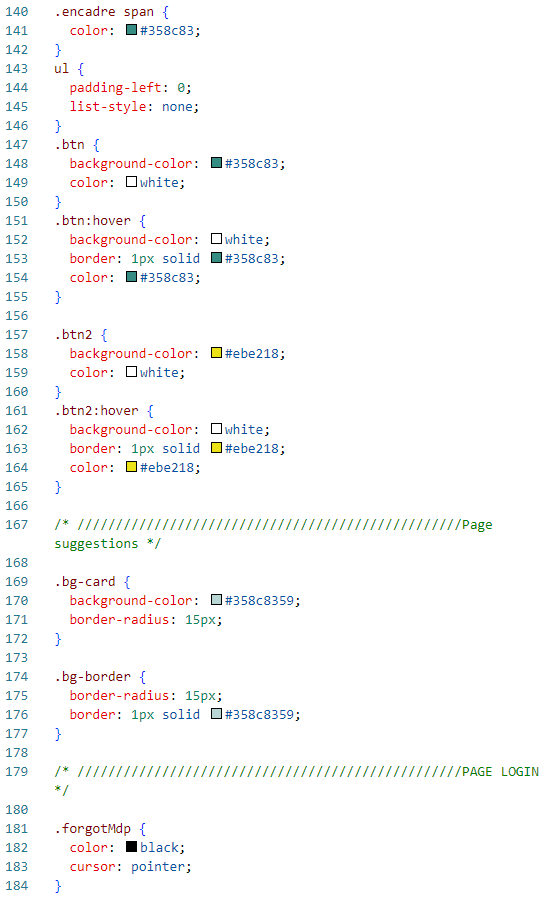 140 .encadre span {
141 color: #358c83;
142 }
143 ul {
144 padding-left: 0;
145 list-style: none;
146 }
147 .btn {
148 background-color: #358c83;
149 color: white;
150 }
151 .btn:hover {
152 background-color: white;
153 border: 1px solid #358c83;
154 color: #358c83;
155 }
156
157 .btn2 {
158 background-color: #ebe218;
159 color: white;
160 }
161 .btn2:hover {
162 background-color: white;
163 border: 1px solid #ebe218;
164 color: #ebe218;
165 }
166
167 /* //////////////////////////////////////////////////Page
suggestions */
168
169 .bg-card {
170 background-color: #358c8359;
171 border-radius: 15px;
172 }
173
174 .bg-border {
175 border-radius: 15px;
176 border: 1px solid #358c8359;
177 }
178
179 /* //////////////////////////////////////////////////PAGE LOGIN
*/
180
181 .forgotMdp {
182 color: black;
183 cursor: pointer;
184 }